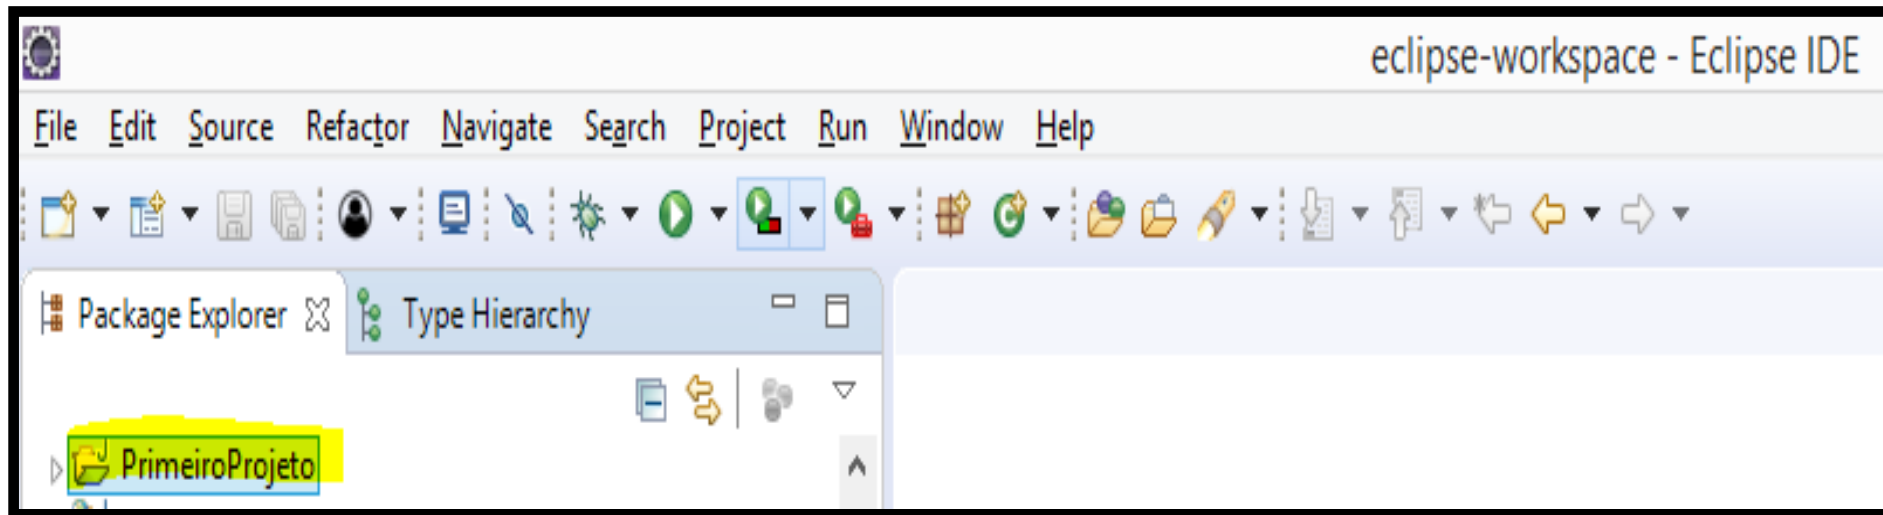 eclipse-workspace - Eclipse IDE
File Edit Source Refactor Navigate Search Project Run Window Help
Package Explorer Type Hierarchy
PrimeiroProjeto